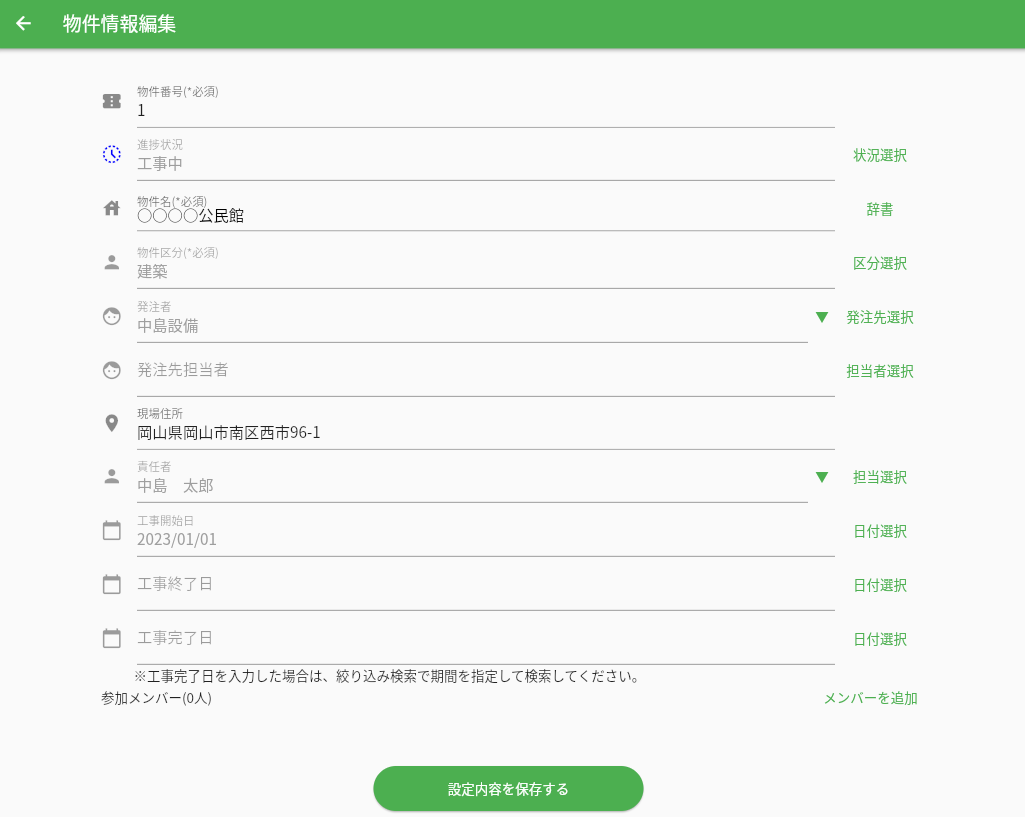 物件情報編集
物件番号(*必須)
1
進捗状況
工事中
状況選択
物件名(*必須)
〇〇〇〇公民館
辞書
物件区分(*必須)
建築
区分選択
発注者
中島設備
▼
発注先選択
発注先担当者
担当者選択
現場住所
岡山県岡山市南区西市96-1
責任者
中島　太郎
▼
担当選択
工事開始日
2023/01/01
日付選択
工事終了日
日付選択
工事完了日
日付選択
※工事完了日を入力した場合は、絞り込み検索で期間を指定して検索してください。
参加メンバー(0人)
メンバーを追加
設定内容を保存する